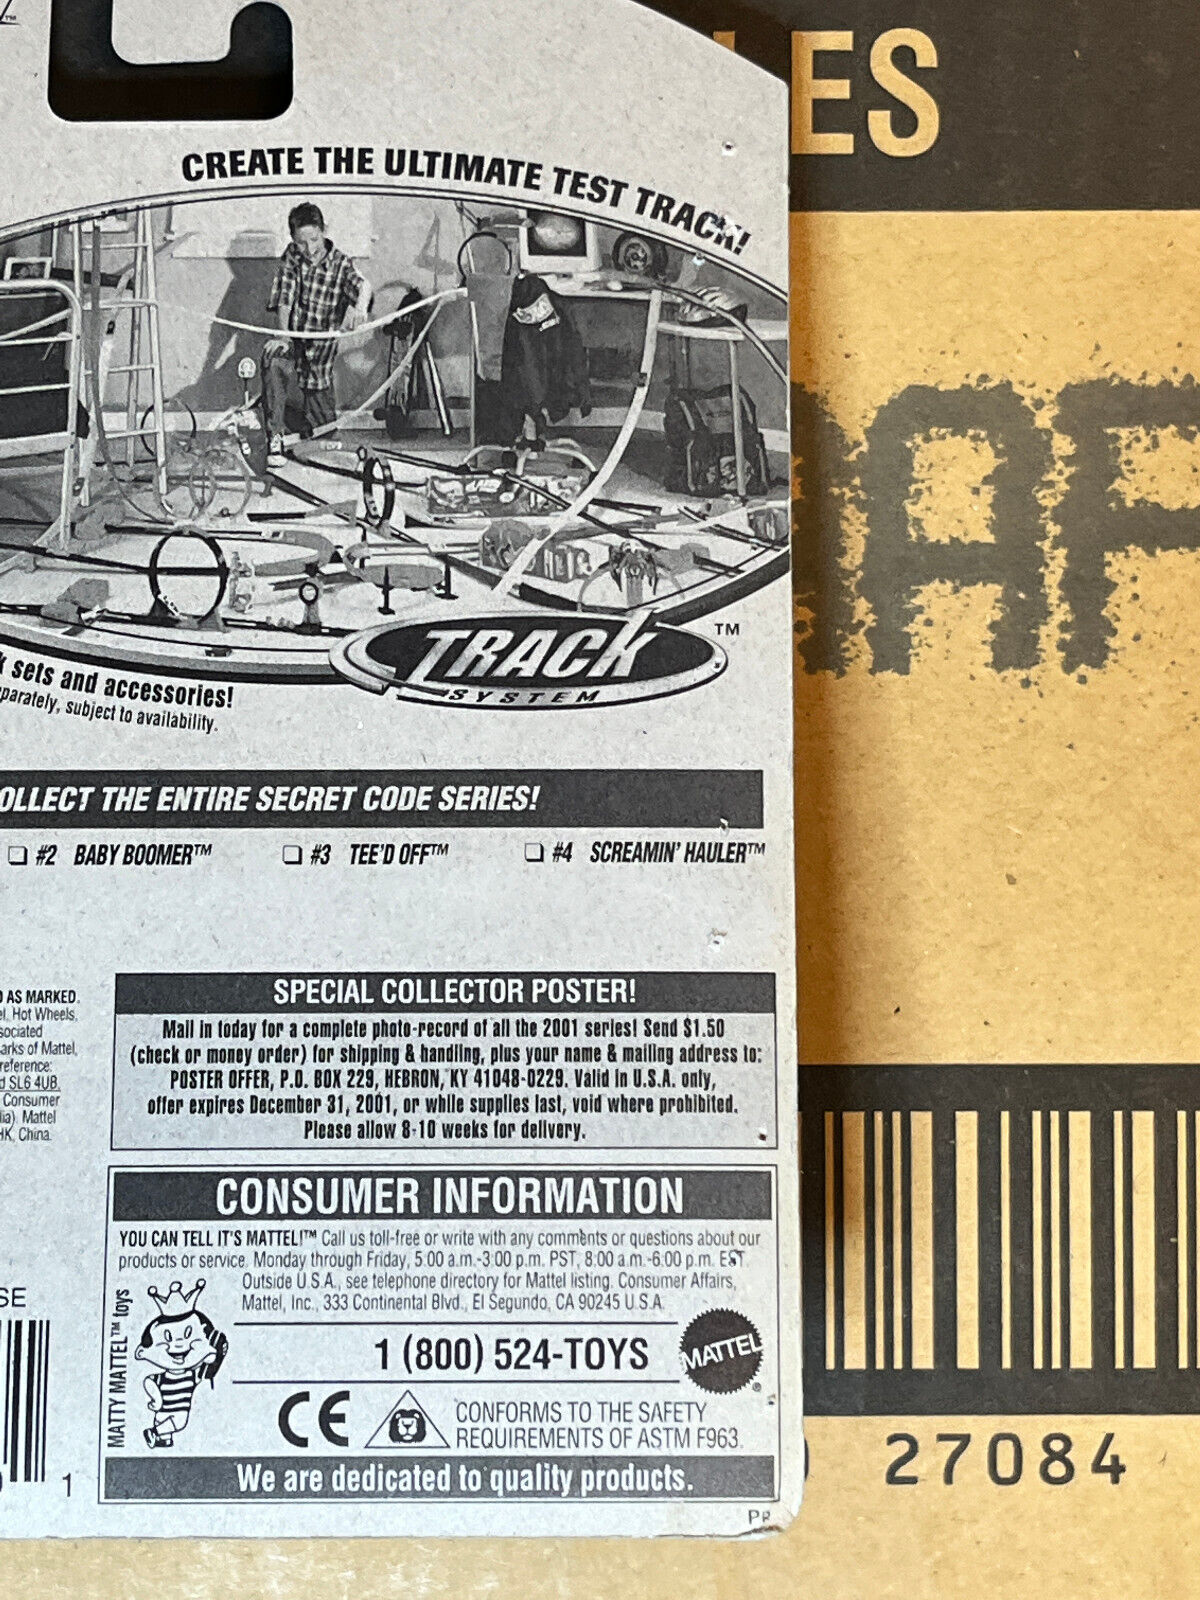 ™
ES
CREATE THE ULTIMATE TEST TRACK!
TRACK ™
SYSTEM
sets and accessories!
subject to availability.
OLLECT THE ENTIRE SECRET CODE SERIES!
❏ #2 BABY BOOMER™ ❏ #3 TEE'D OFF™ ❏ #4 SCREAMIN' HAULER™
AS MARKED.
Hot Wheels,
of Mattel,
SL6 4UB.
Consumer
Mattel
HK, China.
SPECIAL COLLECTOR POSTER!
Mail in today for a complete photo-record of all the 2001 series! Send $1.50
(check or money order) for shipping & handling, plus your name & mailing address to:
POSTER OFFER, P.O. BOX 229, HEBRON, KY 41048-0229. Valid in U.S.A. only,
offer expires December 31, 2001, or while supplies last, void where prohibited.
Please allow 8-10 weeks for delivery.
CONSUMER INFORMATION
YOU CAN TELL IT'S MATTEL!™ Call us toll-free or write with any comments or questions about our
products or service. Monday through Friday, 5:00 a.m.-3:00 p.m. PST, 8:00 a.m.-6:00 p.m. EST.
Outside U.S.A., see telephone directory for Mattel listing. Consumer Affairs,
Mattel, Inc., 333 Continental Blvd., El Segundo, CA 90245 U.S.A.
MATTY MATTEL™ toys
1 (800) 524-TOYS
MATTEL®
CE
CONFORMS TO THE SAFETY
REQUIREMENTS OF ASTM F963.
We are dedicated to quality products.
SE
1
PR
AF
27084